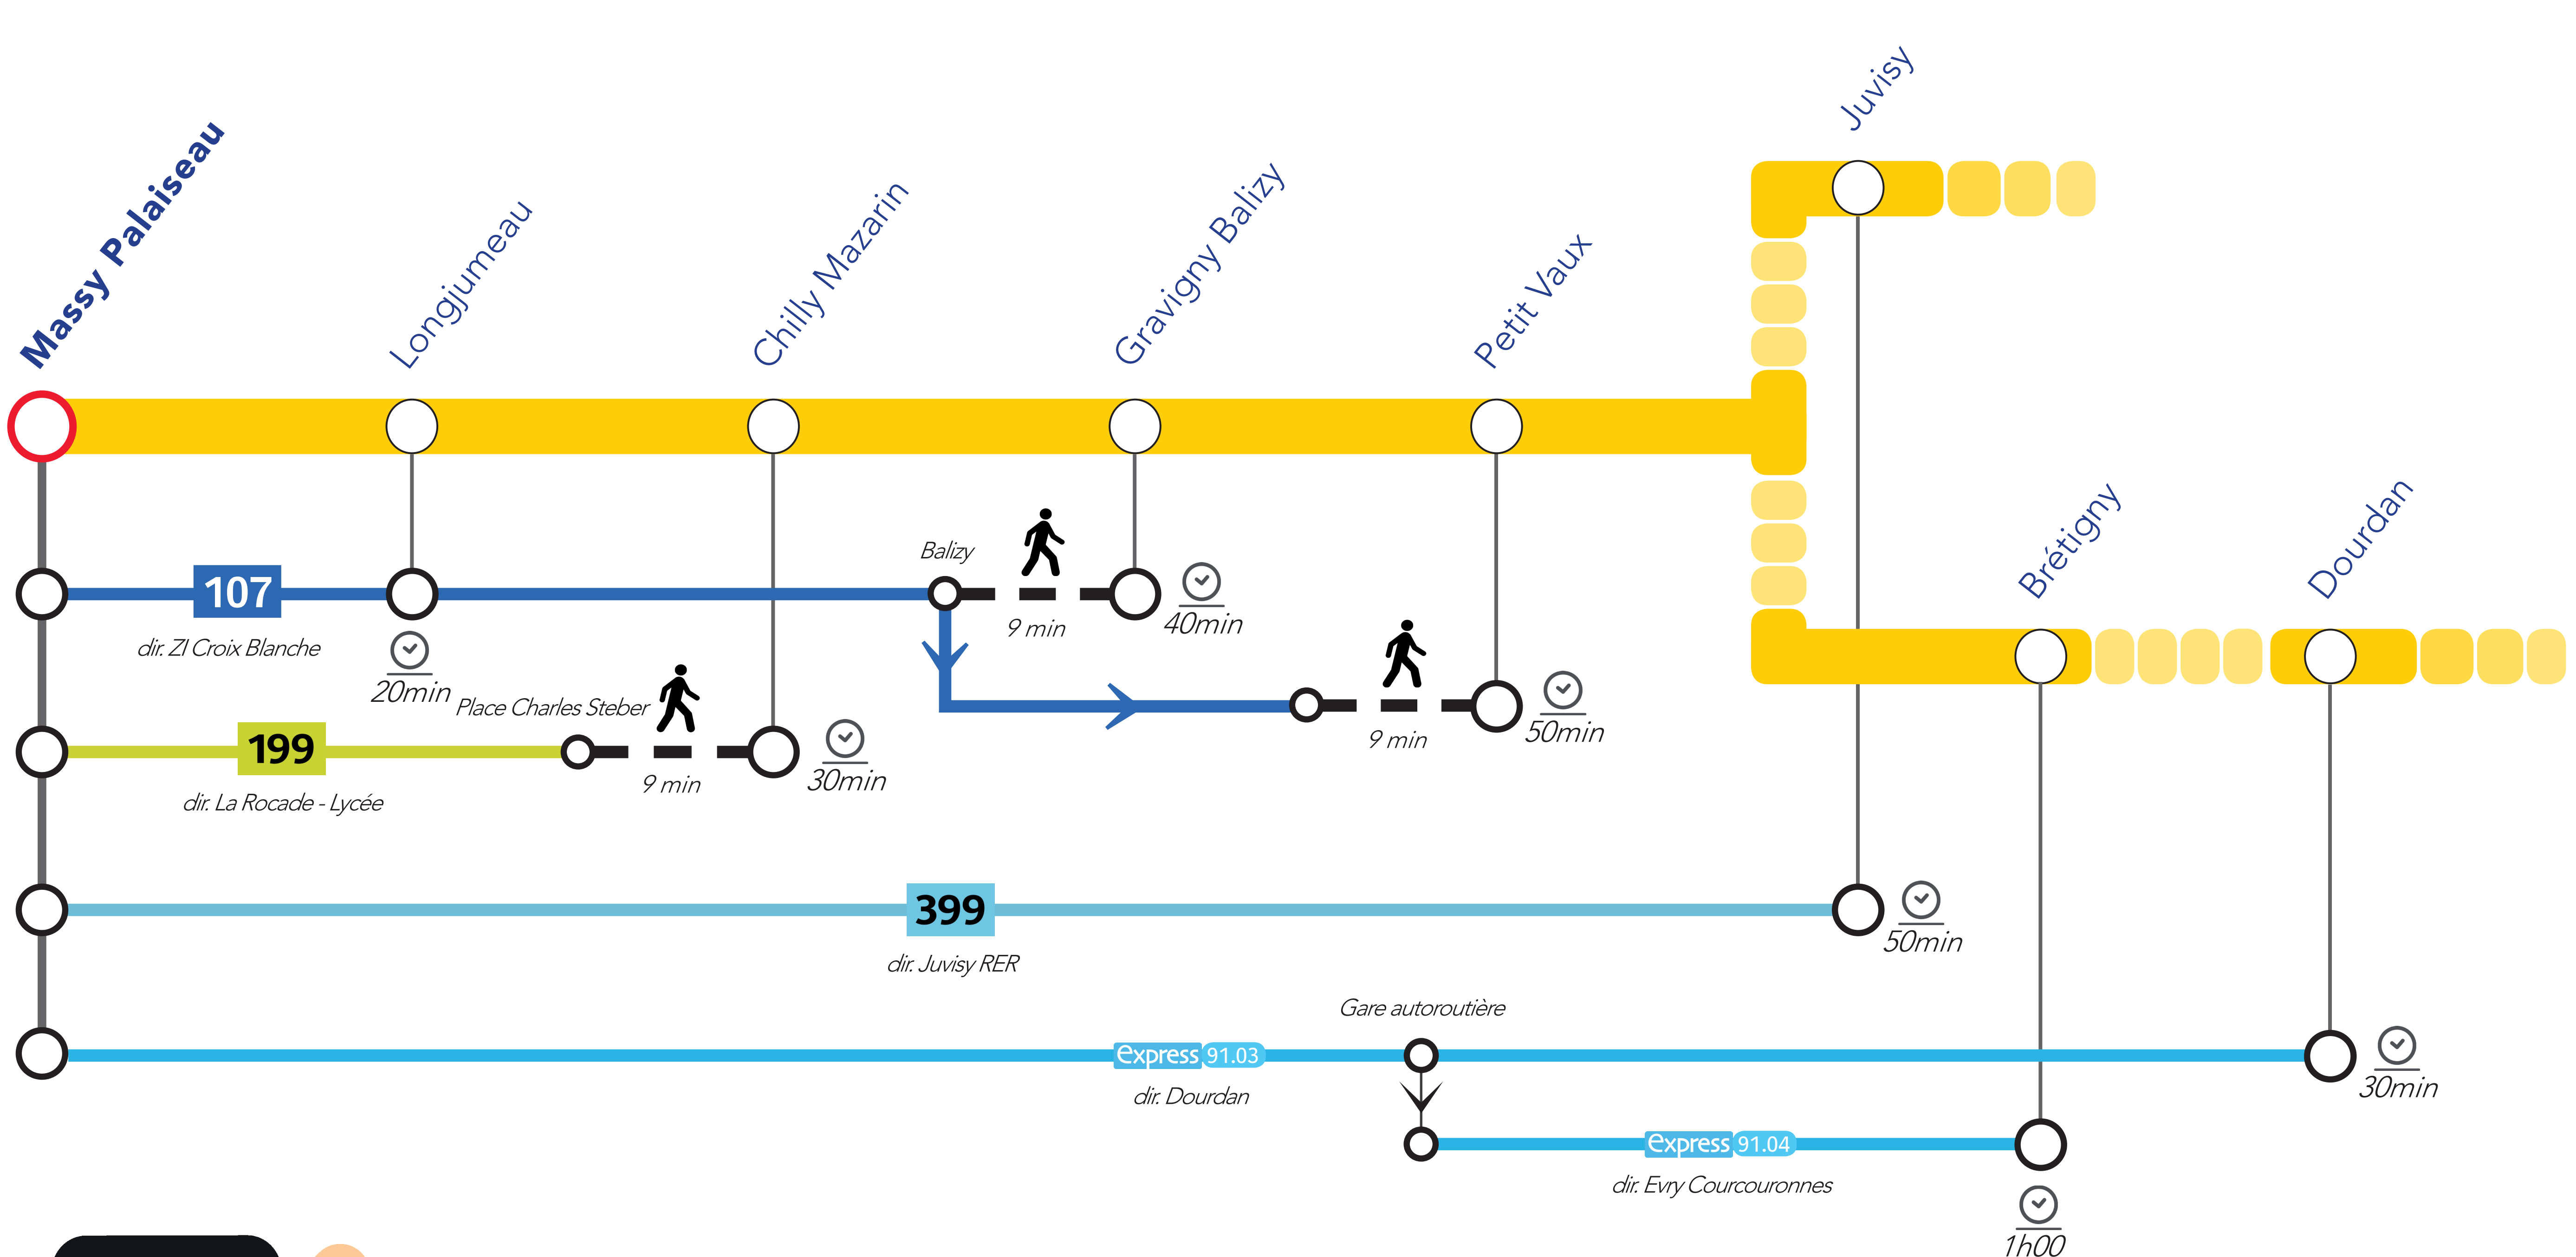 Massy Palaiseau
Longjumeau
Chilly Mazarin
Gravigny Balizy
Petit Vaux
Juvisy
Brétigny
Dourdan
107
dir. ZI Croix Blanche
20min
Balizy
9 min
40min
9 min
50min
199
dir. La Rocade - Lycée
Place Charles Steber
9 min
30min
399
dir. Juvisy RER
50min
express 91.03
dir. Dourdan
Gare autoroutière
30min
express 91.04
dir. Evry Courcouronnes
1h00